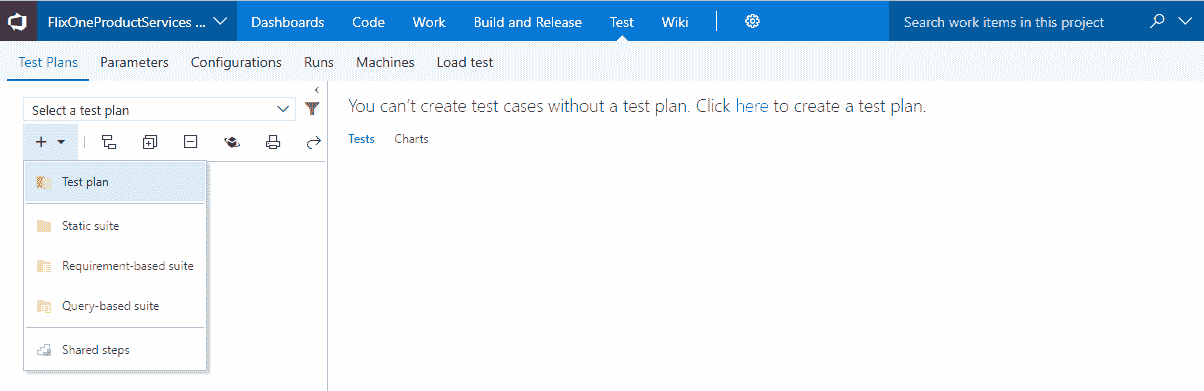 FlixOneProductServices ... Dashboards Code Work Build and Release Test Wiki Search work items in this project
Test Plans Parameters Configurations Runs Machines Load test
Select a test plan
You can't create test cases without a test plan. Click here to create a test plan.
Tests Charts
Test plan
Static suite
Requirement-based suite
Query-based suite
Shared steps